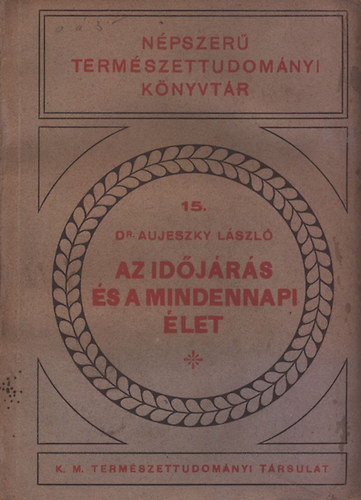 NÉPSZERŰ
TERMÉSZETTUDOMÁNYI
KÖNYVTÁR
15.
DR. AUJESZKY LÁSZLÓ
AZ IDŐJÁRÁS
ÉS A MINDENNAPI
ÉLET
K. M. TERMÉSZETTUDOMÁNYI TÁRSULAT